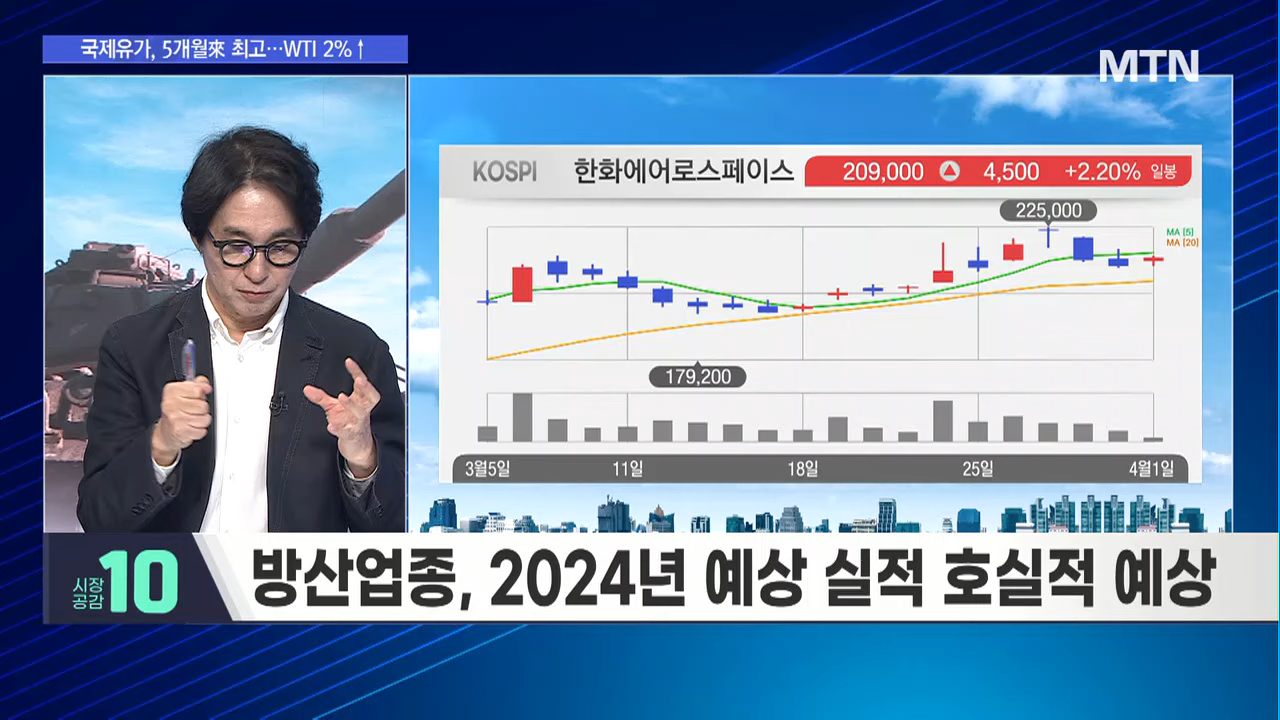 국제유가, 5개월來 최고…WTI 2%↑
MTN
KOSPI 한화에어로스페이스 209,000 4,500 +2.20% 일봉
225,000
MA [5]
MA [20]
179,200
3월5일 11일 18일 25일 4월1일
시장공감10
방산업종, 2024년 예상 실적 호실적 예상